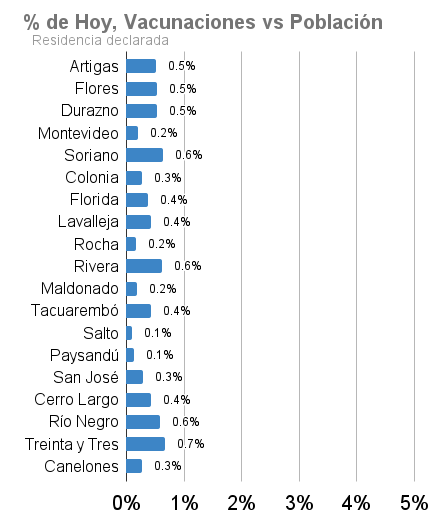 % de Hoy, Vacunaciones vs Población
Residencia declarada
Artigas 0.5%
Flores 0.5%
Durazno 0.5%
Montevideo 0.2%
Soriano 0.6%
Colonia 0.3%
Florida 0.4%
Lavalleja 0.4%
Rocha 0.2%
Rivera 0.6%
Maldonado 0.2%
Tacuarembó 0.4%
Salto 0.1%
Paysandú 0.1%
San José 0.3%
Cerro Largo 0.4%
Río Negro 0.6%
Treinta y Tres 0.7%
Canelones 0.3%
0% 1% 2% 3% 4% 5%